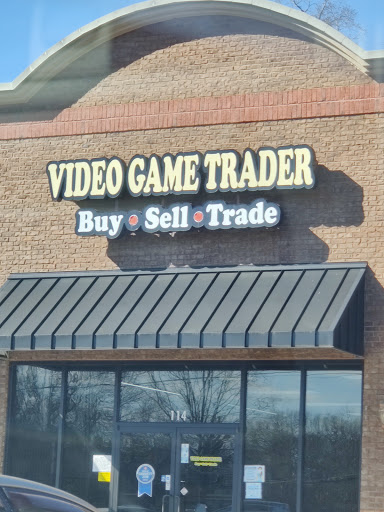 VIDEO GAME TRADER
Buy • Sell • Trade
114